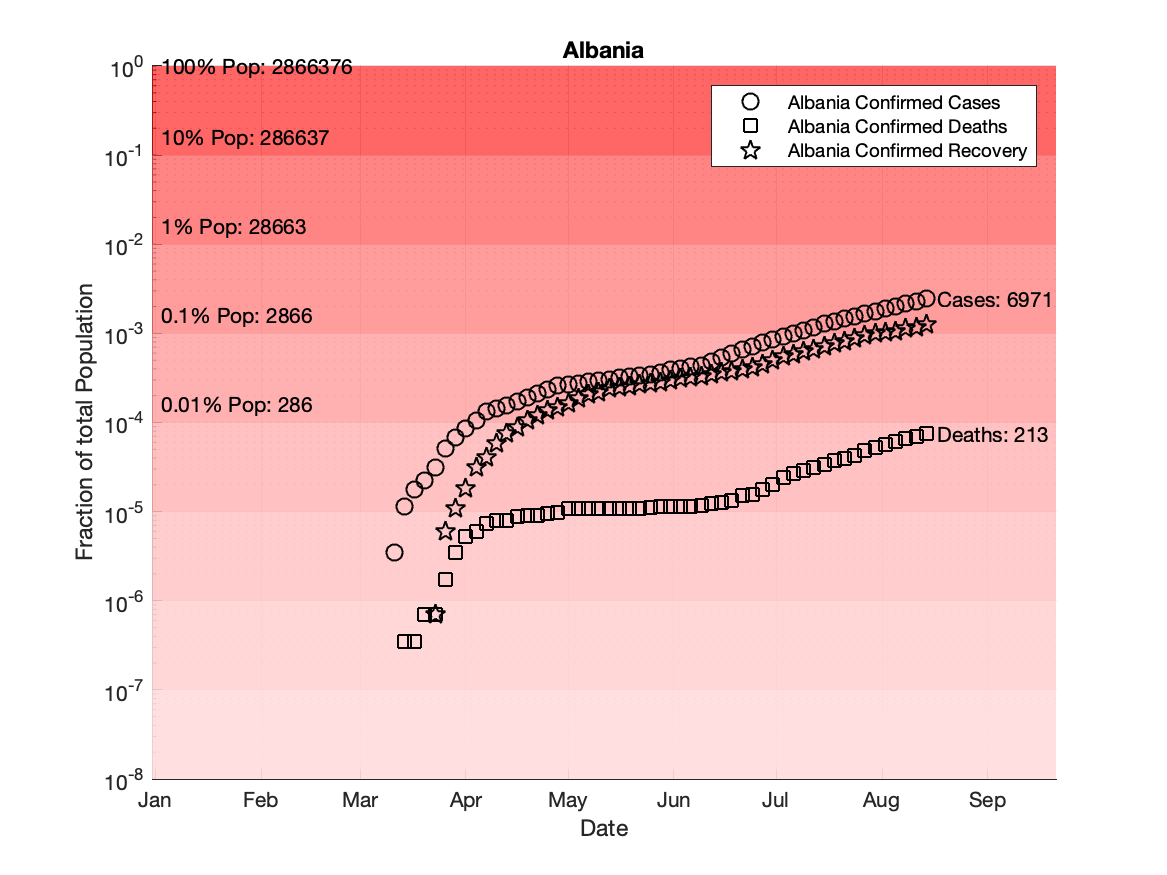 Albania
10^0
10^-1
10^-2
10^-3
10^-4
10^-5
10^-6
10^-7
10^-8
Fraction of total Population
100% Pop: 2866376
10% Pop: 286637
1% Pop: 28663
0.1% Pop: 2866
0.01% Pop: 286
Albania Confirmed Cases
Albania Confirmed Deaths
Albania Confirmed Recovery
Cases: 6971
Deaths: 213
Jan Feb Mar Apr May Jun Jul Aug Sep
Date